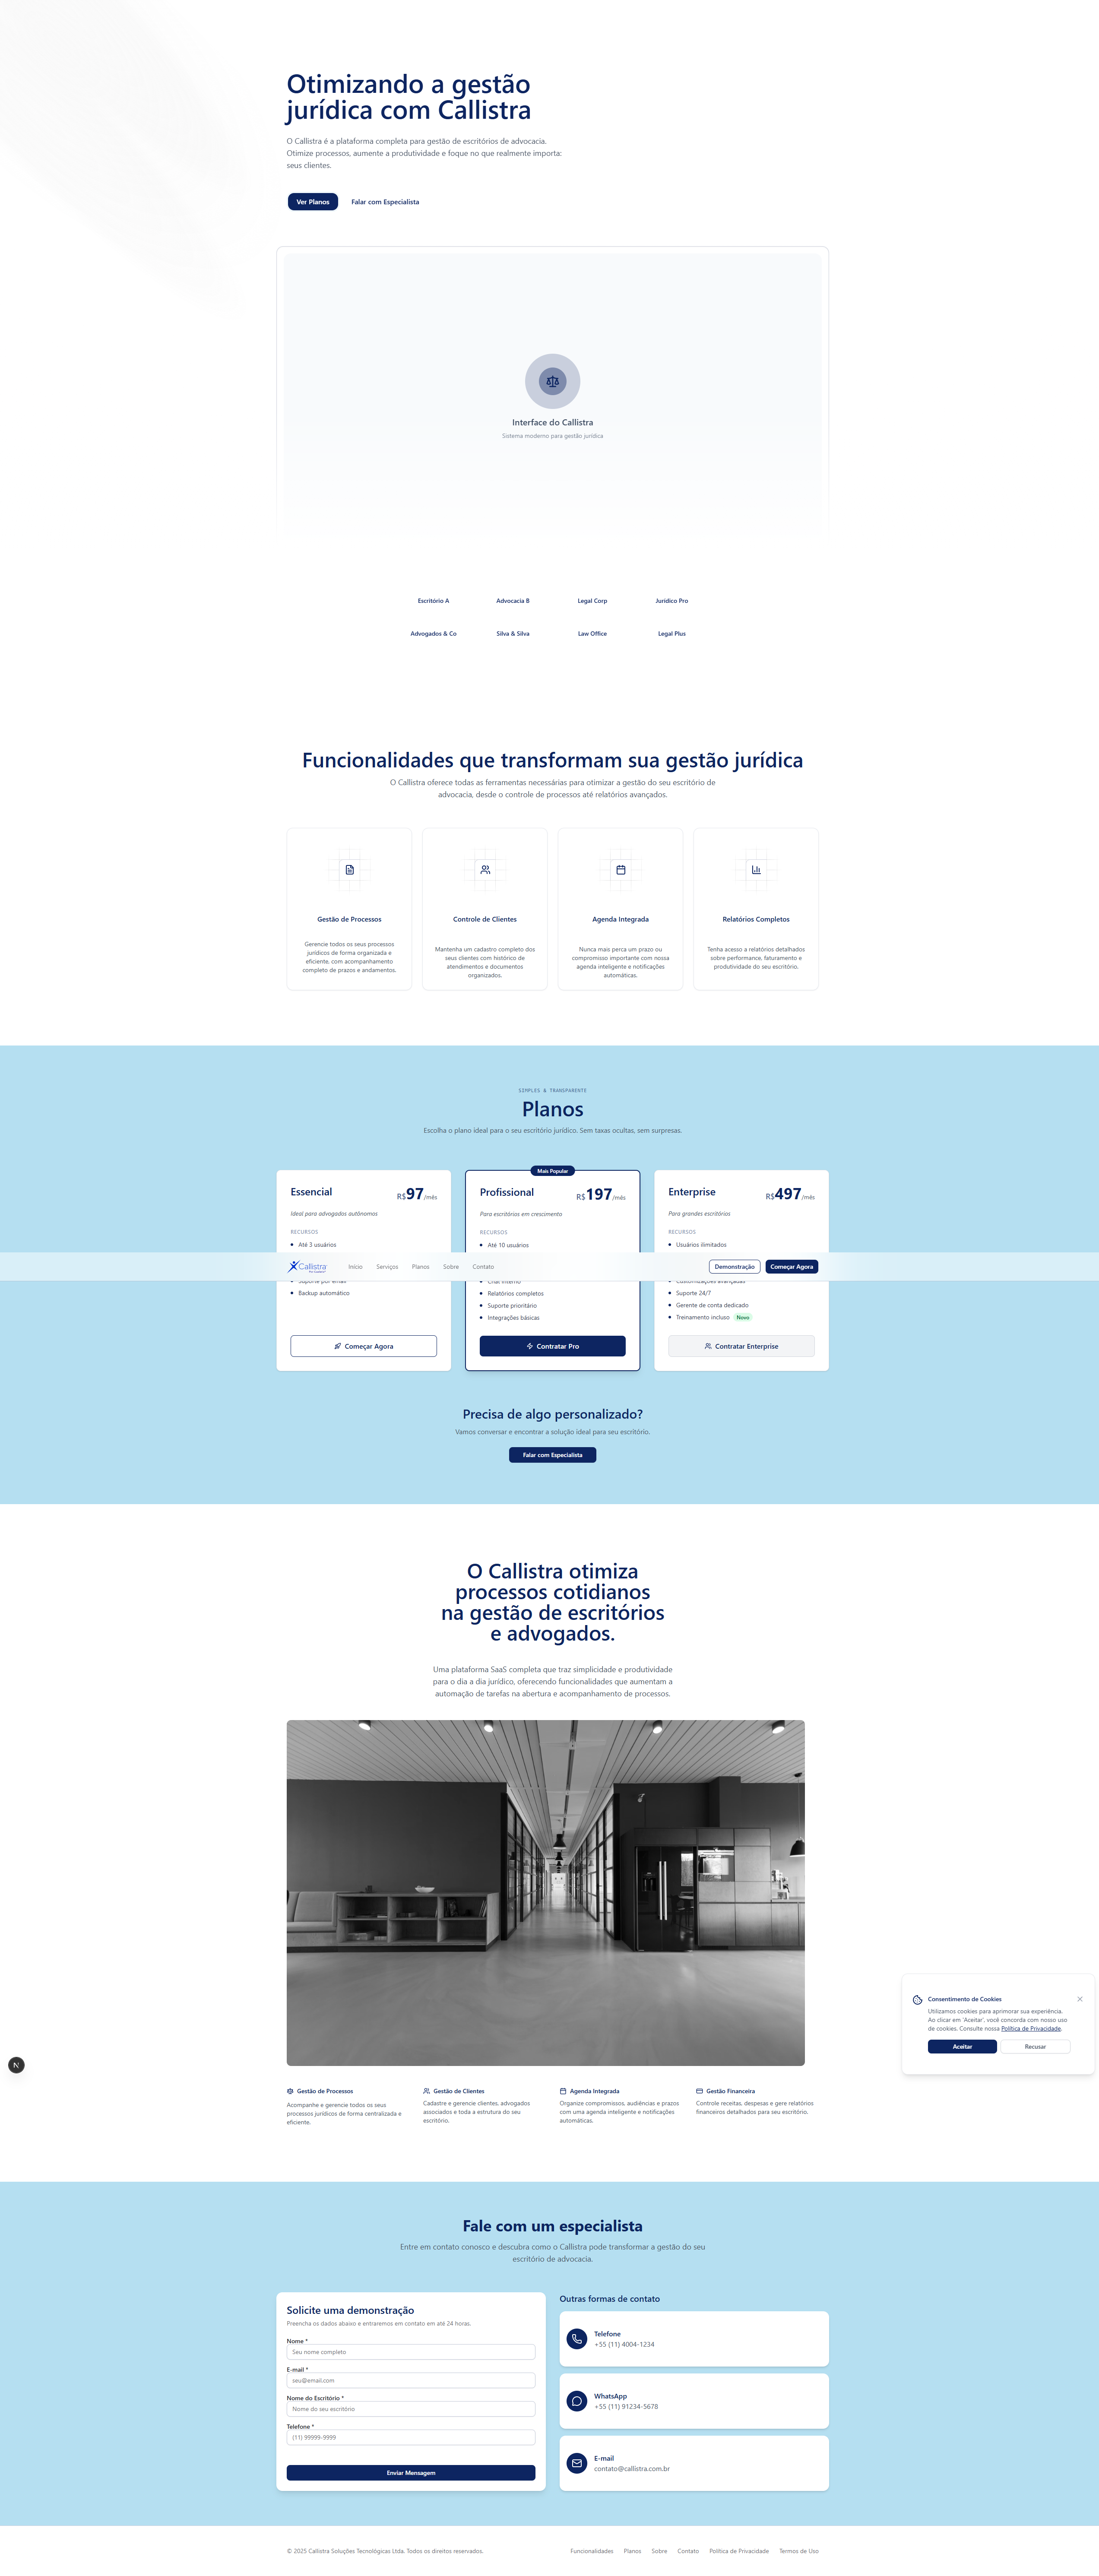 Otimizando a gestão
jurídica com Callistra
O Callistra é a plataforma completa para gestão de escritórios de advocacia.
Otimize processos, aumente a produtividade e foque no que realmente importa:
seus clientes.
Ver Planos
Falar com Especialista
Interface do Callistra
Sistema moderno para gestão jurídica
Escritório A
Advocacia B
Legal Corp
Jurídico Pro
Advogados & Co
Silva & Silva
Law Office
Legal Plus
Funcionalidades que transformam sua gestão jurídica
O Callistra oferece todas as ferramentas necessárias para otimizar a gestão do seu escritório de
advocacia, desde o controle de processos até relatórios avançados.
Gestão de Processos
Gerencie todos os seus processos
jurídicos de forma organizada e
eficiente, com acompanhamento
completo de prazos e andamentos.
Controle de Clientes
Mantenha um cadastro completo dos
seus clientes com histórico de
atendimentos e documentos
organizados.
Agenda Integrada
Nunca mais perca um prazo ou
compromisso importante com nossa
agenda inteligente e notificações
automáticas.
Relatórios Completos
Tenha acesso a relatórios detalhados
sobre performance, faturamento e
produtividade do seu escritório.
SIMPLES & TRANSPARENTE
Planos
Escolha o plano ideal para o seu escritório jurídico. Sem taxas ocultas, sem surpresas.
Essencial
R$97/mês
Ideal para advogados autônomos
RECURSOS
Até 3 usuários
Suporte por email
Backup automático
Começar Agora
Mais Popular
Profissional
R$197/mês
Para escritórios em crescimento
RECURSOS
Até 10 usuários
Chat interno
Relatórios completos
Suporte prioritário
Integrações básicas
Contratar Pro
Enterprise
R$497/mês
Para grandes escritórios
RECURSOS
Usuários ilimitados
Customizações avançadas
Suporte 24/7
Gerente de conta dedicado
Treinamento incluso Novo
Contratar Enterprise
Callistra
Início
Serviços
Planos
Sobre
Contato
Demonstração
Começar Agora
Precisa de algo personalizado?
Vamos conversar e encontrar a solução ideal para seu escritório.
Falar com Especialista
O Callistra otimiza
processos cotidianos
na gestão de escritórios
e advogados.
Uma plataforma SaaS completa que traz simplicidade e produtividade
para o dia a dia jurídico, oferecendo funcionalidades que aumentam a
automação de tarefas na abertura e acompanhamento de processos.
Consentimento de Cookies
Utilizamos cookies para aprimorar sua experiência.
Ao clicar em 'Aceitar', você concorda com nosso uso
de cookies. Consulte nossa Política de Privacidade.
Aceitar
Recusar
N
Gestão de Processos
Acompanhe e gerencie todos os seus
processos jurídicos de forma centralizada e
eficiente.
Gestão de Clientes
Cadastre e gerencie clientes, advogados
associados e toda a estrutura do seu
escritório.
Agenda Integrada
Organize compromissos, audiências e prazos
com uma agenda inteligente e notificações
automáticas.
Gestão Financeira
Controle receitas, despesas e gere relatórios
financeiros detalhados para seu escritório.
Fale com um especialista
Entre em contato conosco e descubra como o Callistra pode transformar a gestão do seu
escritório de advocacia.
Solicite uma demonstração
Preencha os dados abaixo e entraremos em contato em até 24 horas.
Nome *
Seu nome completo
E-mail *
seu@email.com
Nome do Escritório *
Nome do seu escritório
Telefone *
(11) 99999-9999
Enviar Mensagem
Outras formas de contato
Telefone
+55 (11) 4004-1234
WhatsApp
+55 (11) 91234-5678
E-mail
contato@callistra.com.br
© 2025 Callistra Soluções Tecnológicas Ltda. Todos os direitos reservados.
Funcionalidades
Planos
Sobre
Contato
Política de Privacidade
Termos de Uso